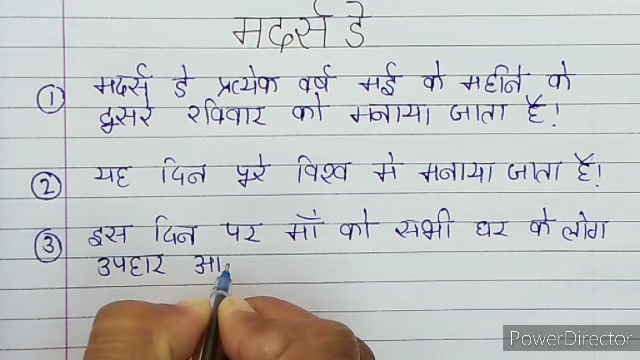 मदर्स डे
① मदर्स डे प्रत्येक वर्ष मई के महीने के
दुसरे रविवार को मनाया जाता है!
② यह दिन पुरे विश्व मे मनाया जाता है!
③ इस दिन पर माँ को सभी घर के लोग
उपहार आ
PowerDirector